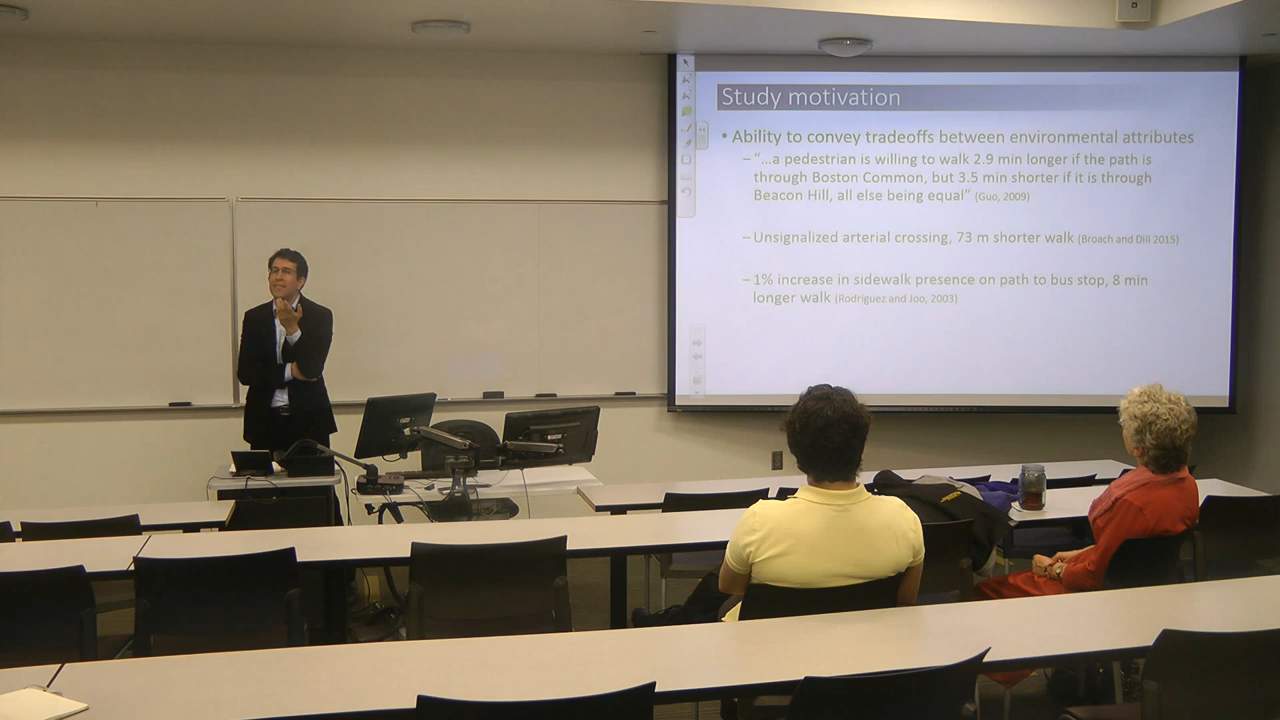 Study motivation
• Ability to convey tradeoffs between environmental attributes
– "...a pedestrian is willing to walk 2.9 min longer if the path is
through Boston Common, but 3.5 min shorter if it is through
Beacon Hill, all else being equal" (Guo, 2009)
– Unsignalized arterial crossing, 73 m shorter walk (Broach and Dill 2015)
– 1% increase in sidewalk presence on path to bus stop, 8 min
longer walk (Rodriguez and Joo, 2003)